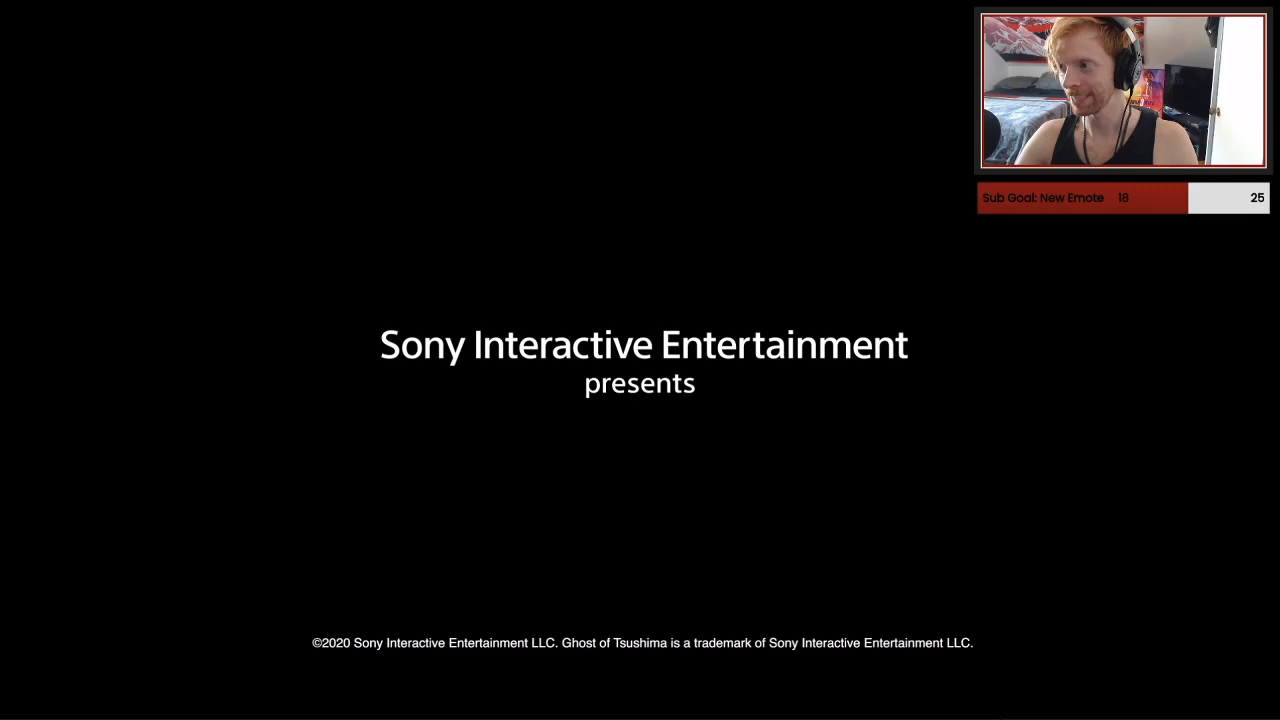 Sub Goal: New Emote 18 25
Sony Interactive Entertainment
presents
©2020 Sony Interactive Entertainment LLC. Ghost of Tsushima is a trademark of Sony Interactive Entertainment LLC.